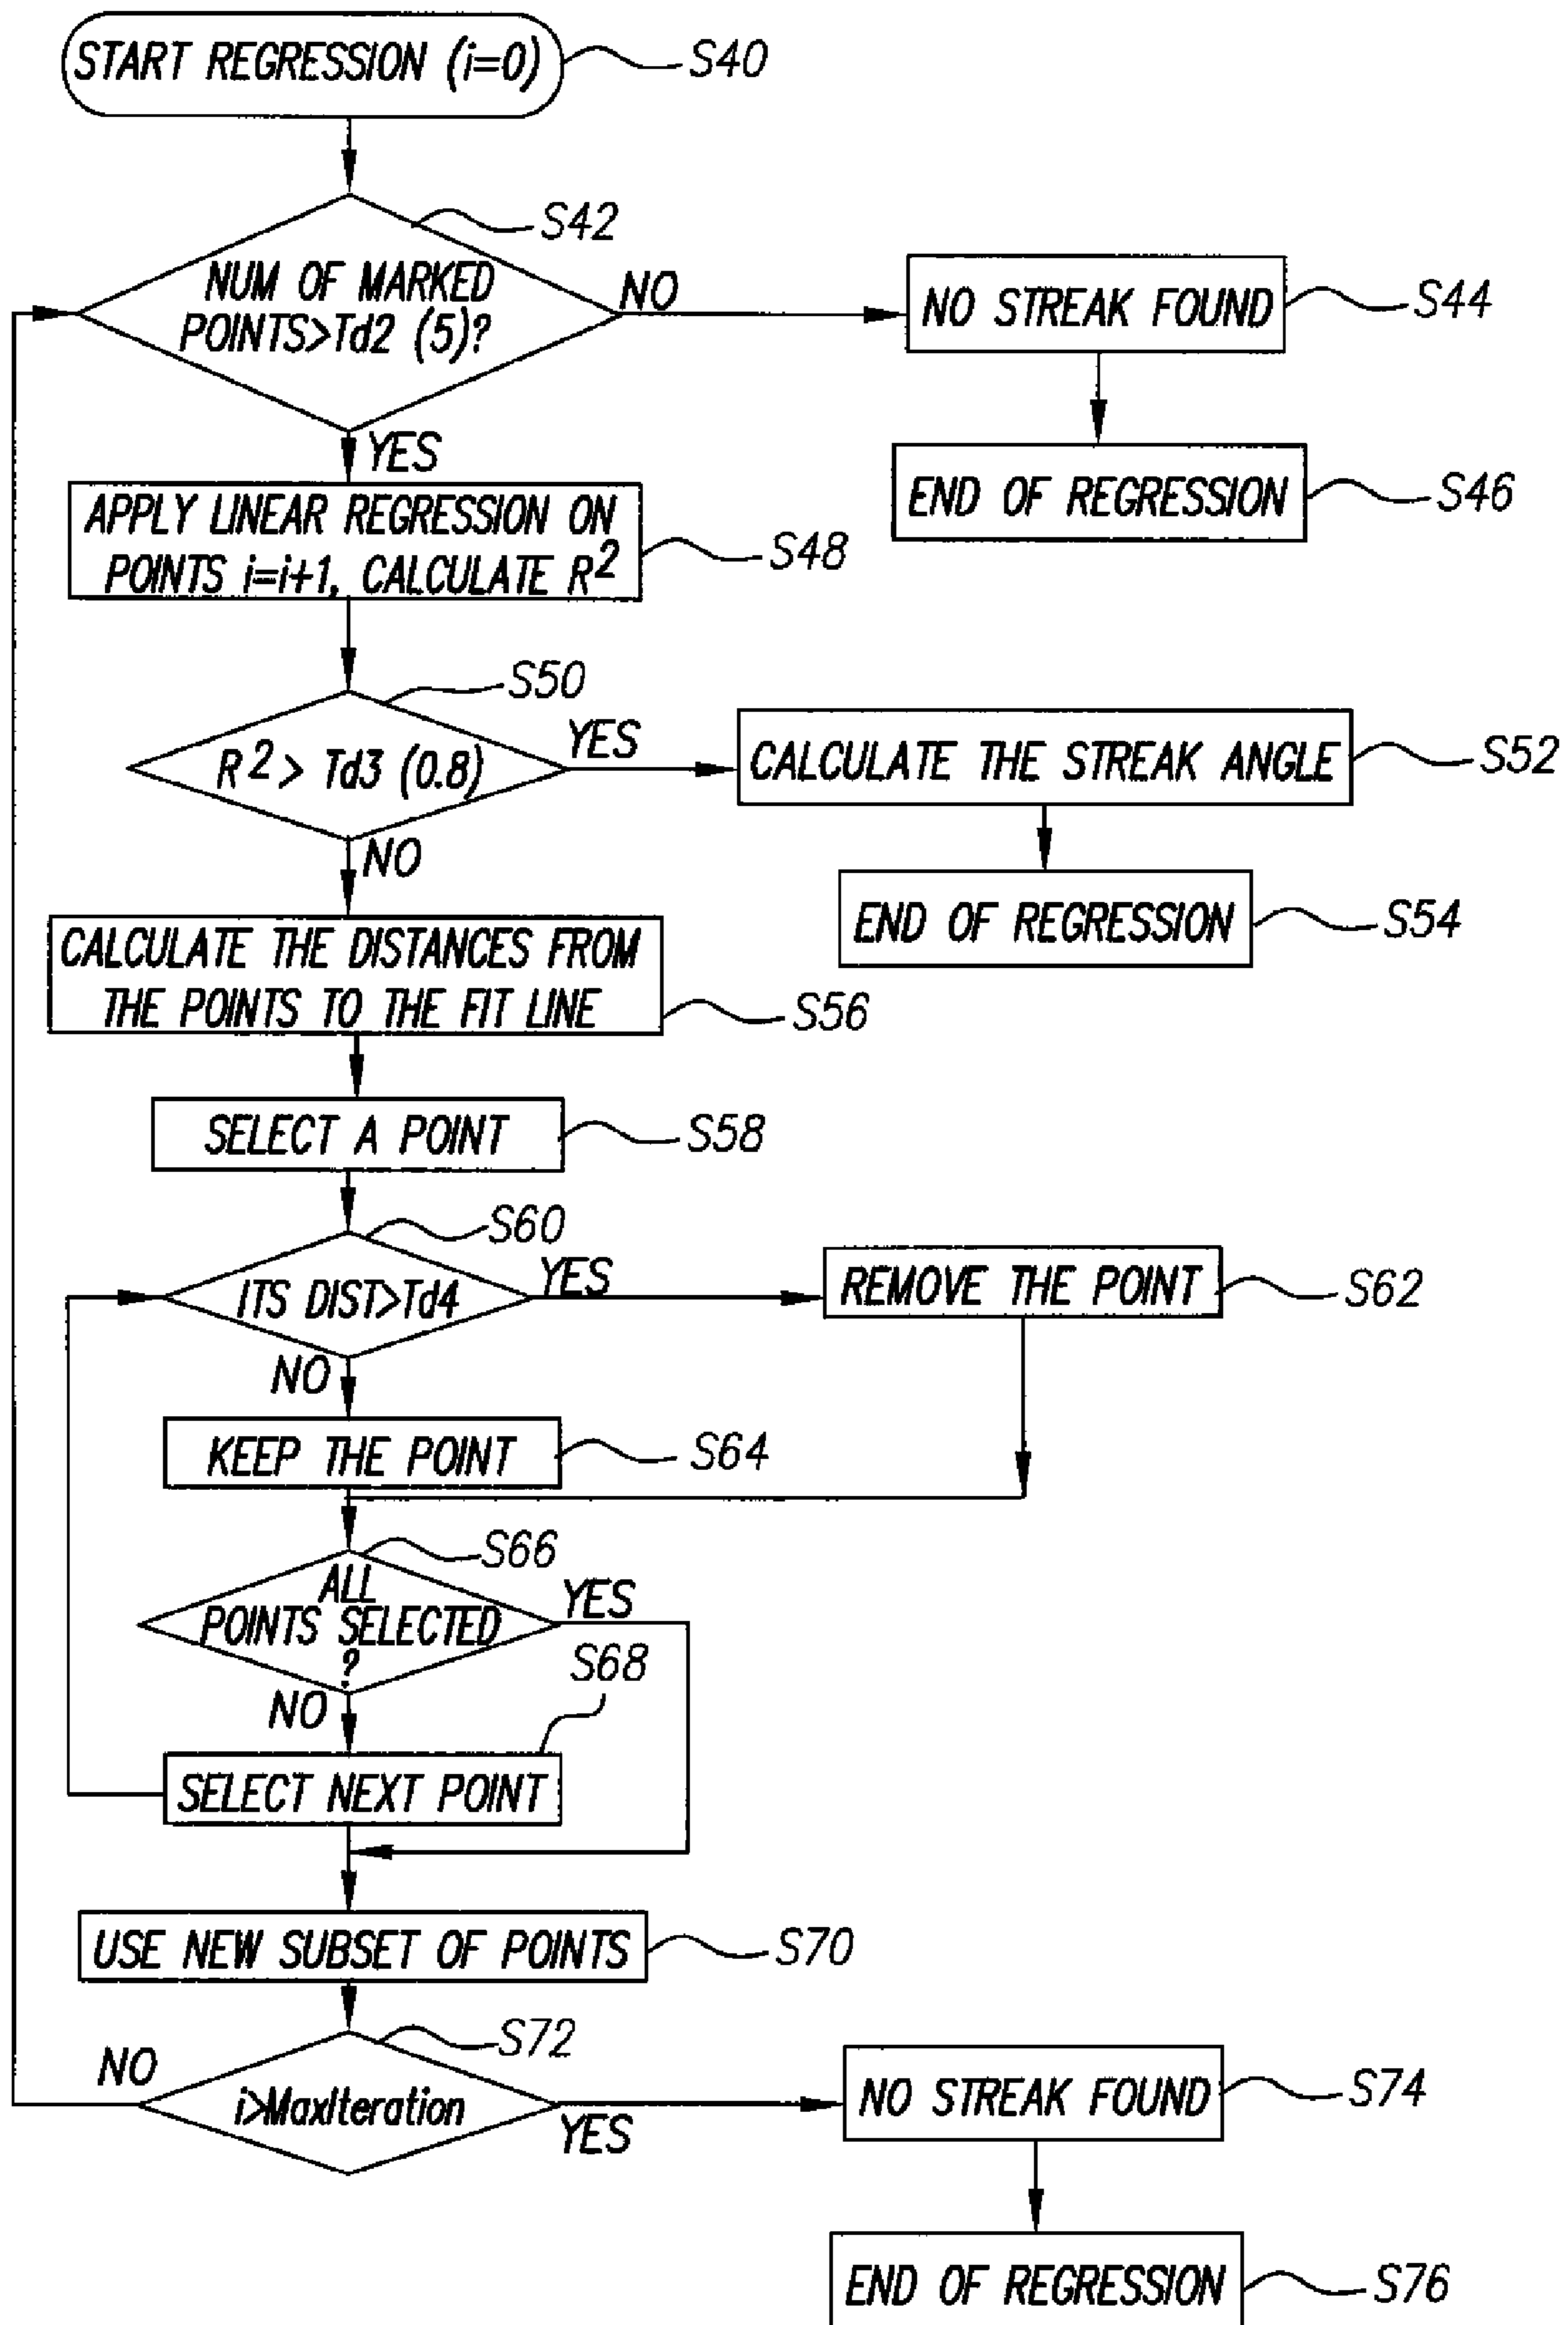 START REGRESSION (i=0)
S40
S42
NUM OF MARKED
POINTS>Td2 (5)?
NO
NO STREAK FOUND
S44
YES
END OF REGRESSION
S46
APPLY LINEAR REGRESSION ON
POINTS i=i+1, CALCULATE R²
S48
S50
R² > Td3 (0.8)
YES
CALCULATE THE STREAK ANGLE
S52
NO
END OF REGRESSION
S54
CALCULATE THE DISTANCES FROM
THE POINTS TO THE FIT LINE
S56
SELECT A POINT
S58
S60
ITS DIST>Td4
YES
REMOVE THE POINT
S62
NO
KEEP THE POINT
S64
S66
ALL
POINTS SELECTED
?
YES
S68
NO
SELECT NEXT POINT
USE NEW SUBSET OF POINTS
S70
S72
NO
i>MaxIteration
YES
NO STREAK FOUND
S74
END OF REGRESSION
S76